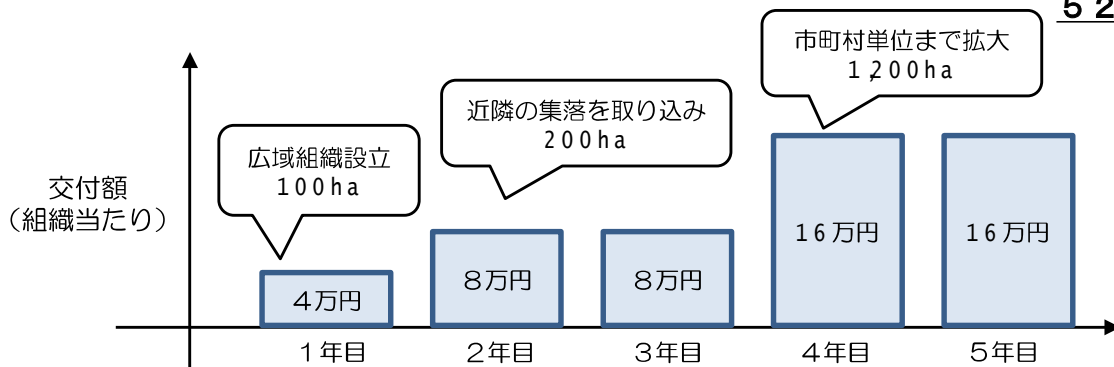 ５２
市町村単位まで拡大
1,200ha
近隣の集落を取り込み
200ha
広域組織設立
100ha
交付額
（組織当たり）
４万円
８万円
８万円
１６万円
１６万円
１年目
２年目
３年目
４年目
５年目